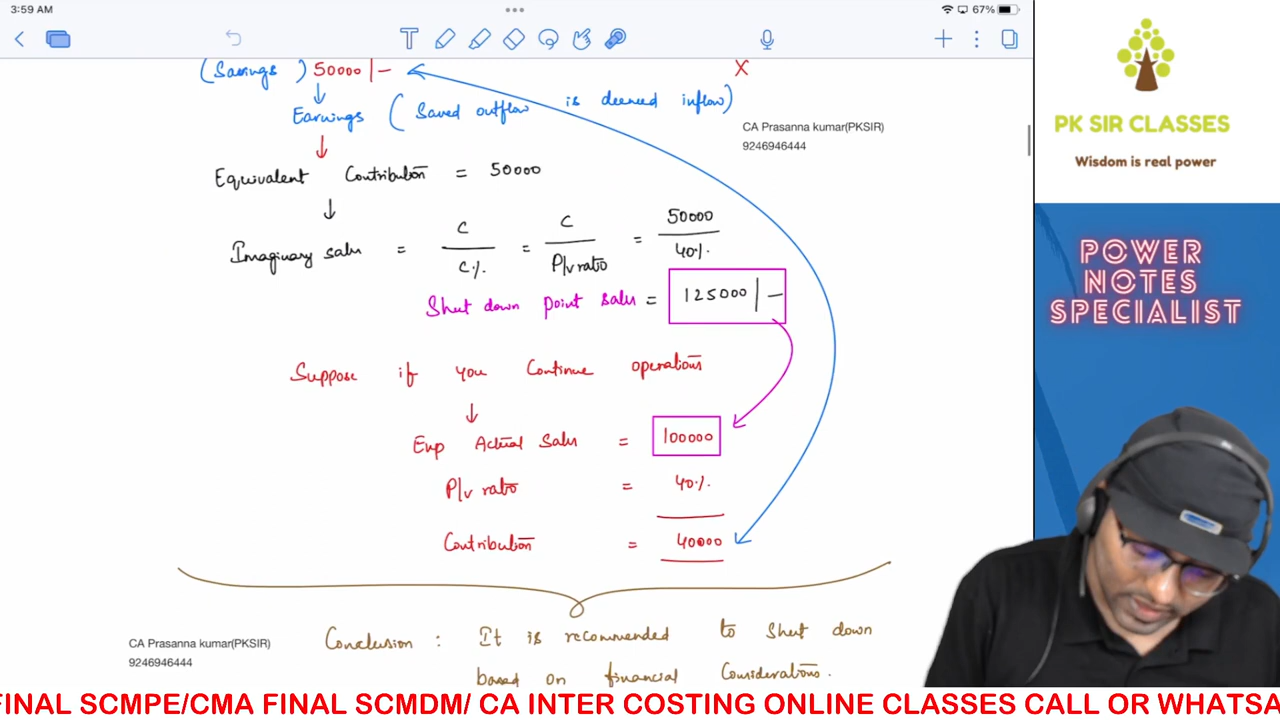 3:59 AM
67%
(Savings ) 50000/-
X
Earnings ( Saved outflow is deemed inflow)
CA Prasanna kumar(PKSIR)
9246946444
Equivalent Contribution = 50000
Imaginary sales = C / C% = C / P/v ratio = 50000 / 40%
Shut down point sales = 125000/-
Suppose if you Continue operations
Exp Actual Sales = 100000
P/v ratio = 40%
Contribution = 40000
CA Prasanna kumar(PKSIR)
9246946444
Conclusion : It is recommended to Shut down
based on financial Considerations.
PK SIR CLASSES
Wisdom is real power
POWER
NOTES
SPECIALIST
FINAL SCMPE/CMA FINAL SCMDM/ CA INTER COSTING ONLINE CLASSES CALL OR WHATSA